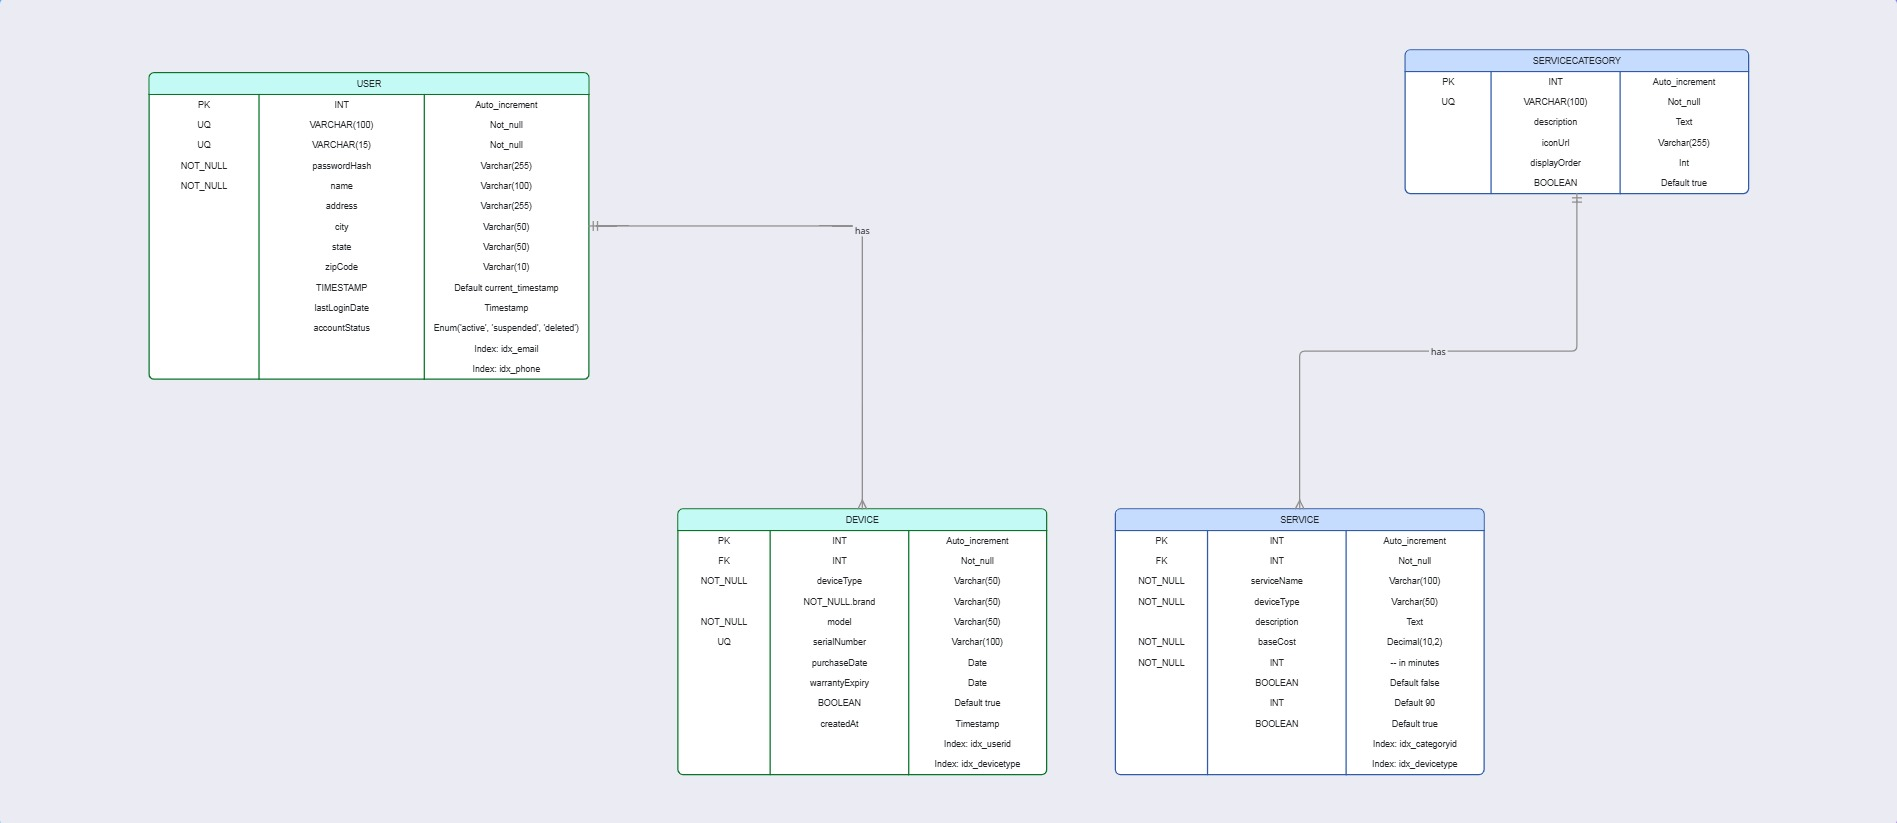 USER
PK INT Auto_increment
UQ VARCHAR(100) Not_null
UQ VARCHAR(15) Not_null
NOT_NULL passwordHash Varchar(255)
NOT_NULL name Varchar(100)
address Varchar(255)
city Varchar(50)
state Varchar(50)
zipCode Varchar(10)
TIMESTAMP Default current_timestamp
lastLoginDate Timestamp
accountStatus Enum('active', 'suspended', 'deleted')
Index: idx_email
Index: idx_phone
has
SERVICECATEGORY
PK INT Auto_increment
UQ VARCHAR(100) Not_null
description Text
iconUrl Varchar(255)
displayOrder Int
BOOLEAN Default true
has
DEVICE
PK INT Auto_increment
FK INT Not_null
NOT_NULL deviceType Varchar(50)
NOT_NULL.brand Varchar(50)
NOT_NULL model Varchar(50)
UQ serialNumber Varchar(100)
purchaseDate Date
warrantyExpiry Date
BOOLEAN Default true
createdAt Timestamp
Index: idx_userid
Index: idx_devicetype
SERVICE
PK INT Auto_increment
FK INT Not_null
NOT_NULL serviceName Varchar(100)
NOT_NULL deviceType Varchar(50)
description Text
NOT_NULL baseCost Decimal(10,2)
NOT_NULL INT -- in minutes
BOOLEAN Default false
INT Default 90
BOOLEAN Default true
Index: idx_categoryid
Index: idx_devicetype